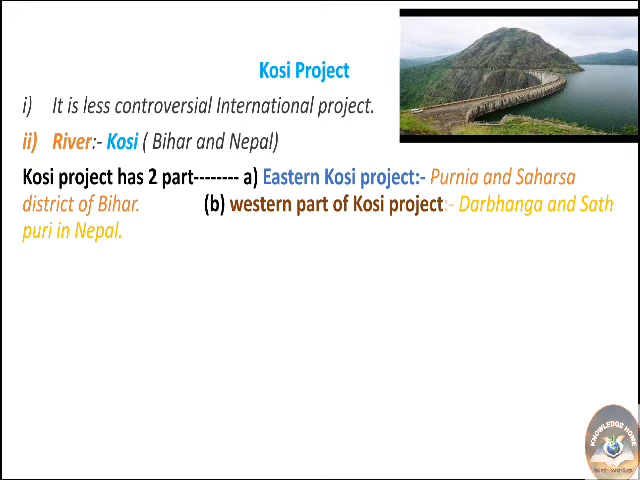 Kosi Project
i) It is less controversial International project.
ii) River:- Kosi ( Bihar and Nepal)
Kosi project has 2 part-------- a) Eastern Kosi project:- Purnia and Saharsa
district of Bihar. (b) western part of Kosi project:- Darbhanga and Sath
puri in Nepal.
KNOWLEDGE HOME